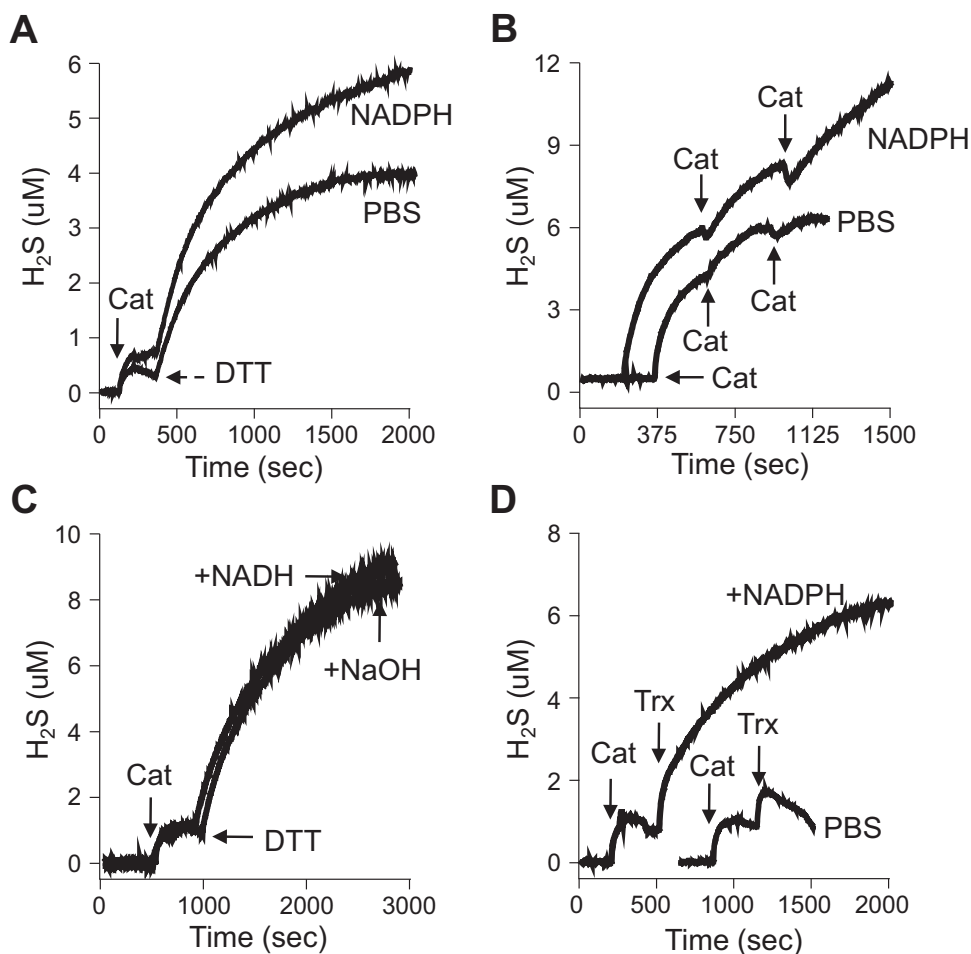 A
H2S (uM)
6
5
4
3
2
1
0
NADPH
PBS
Cat
DTT
0 500 1000 1500 2000
Time (sec)
B
H2S (uM)
12
9
6
3
0
Cat
Cat
NADPH
PBS
Cat
Cat
Cat
0 375 750 1125 1500
Time (sec)
C
H2S (uM)
10
8
6
4
2
0
+NADH
+NaOH
Cat
DTT
0 1000 2000 3000
Time (sec)
D
H2S (uM)
8
6
4
2
0
+NADPH
Trx
Trx
Cat
Cat
PBS
0 500 1000 1500 2000
Time (sec)